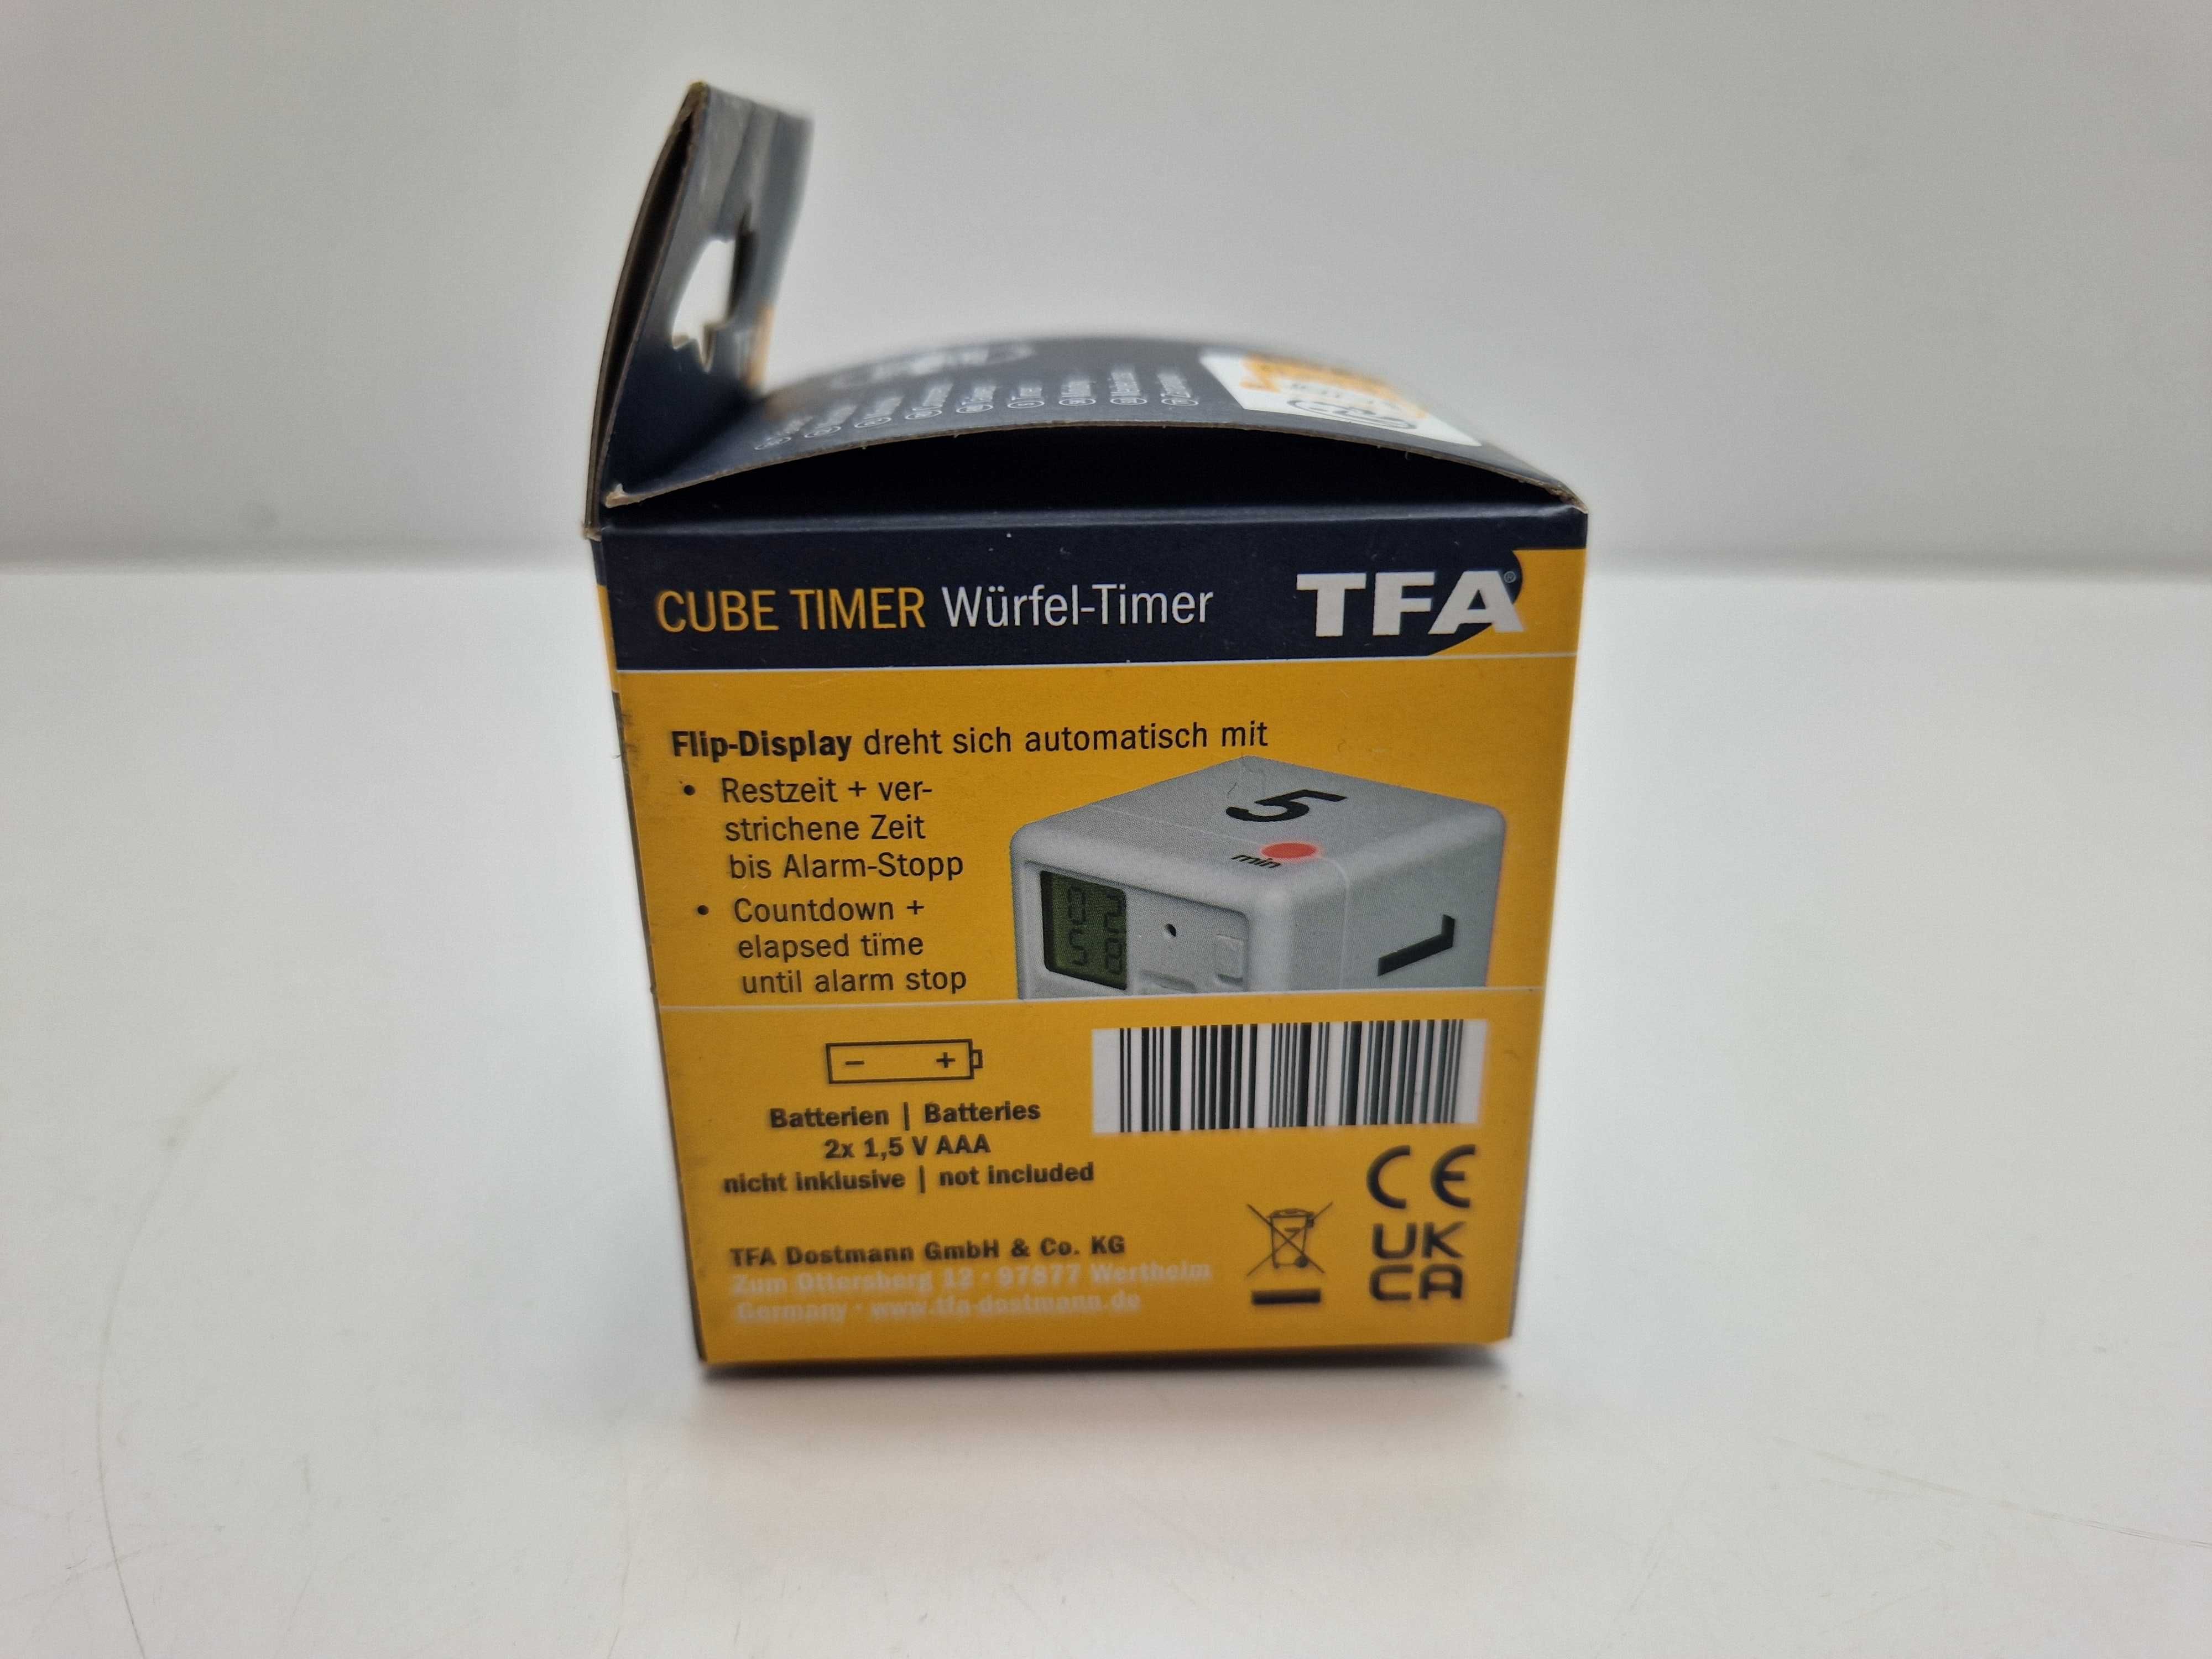 CUBE TIMER Würfel-Timer
TFA®
Flip-Display dreht sich automatisch mit
• Restzeit + ver-
strichene Zeit
bis Alarm-Stopp
• Countdown +
elapsed time
until alarm stop
5
min
7
- +
Batterien | Batteries
2x 1,5 V AAA
nicht inklusive | not included
CE
UK
CA
TFA Dostmann GmbH & Co. KG
Zum Ottersberg 12 · 97877 Wertheim
Germany · www.tfa-dostmann.de